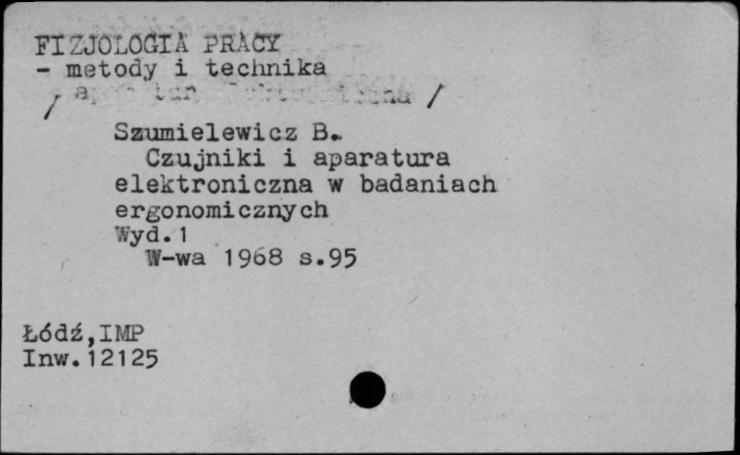 FIZJOLOGIA PRACY
- metody i technika
/ /
Szumielewicz B.
Czujniki i aparatura
elektroniczna w badaniach
ergonomicznych
Wyd.1
W-wa 1968 s.95
Łódź,IMP
Inw.12125